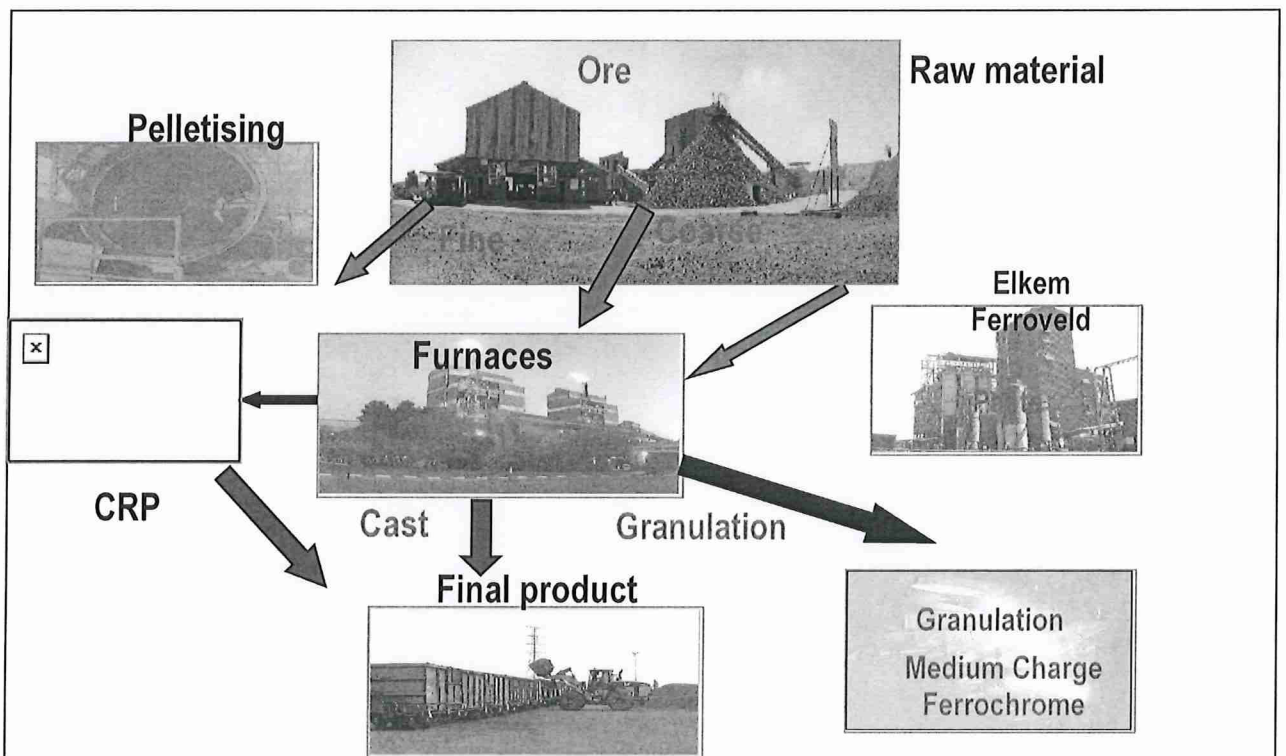 Ore
Raw material
Pelletising
Fine
Coarse
Elkem
Ferroveld
Furnaces
CRP
Cast
Granulation
Final product
Granulation
Medium Charge
Ferrochrome